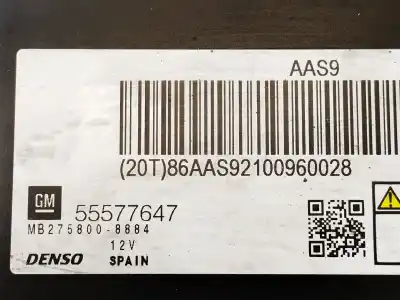 AAS9
(20T)86AAS92100960028
GM 55577647
MB275800-8884
12V
DENSO SPAIN